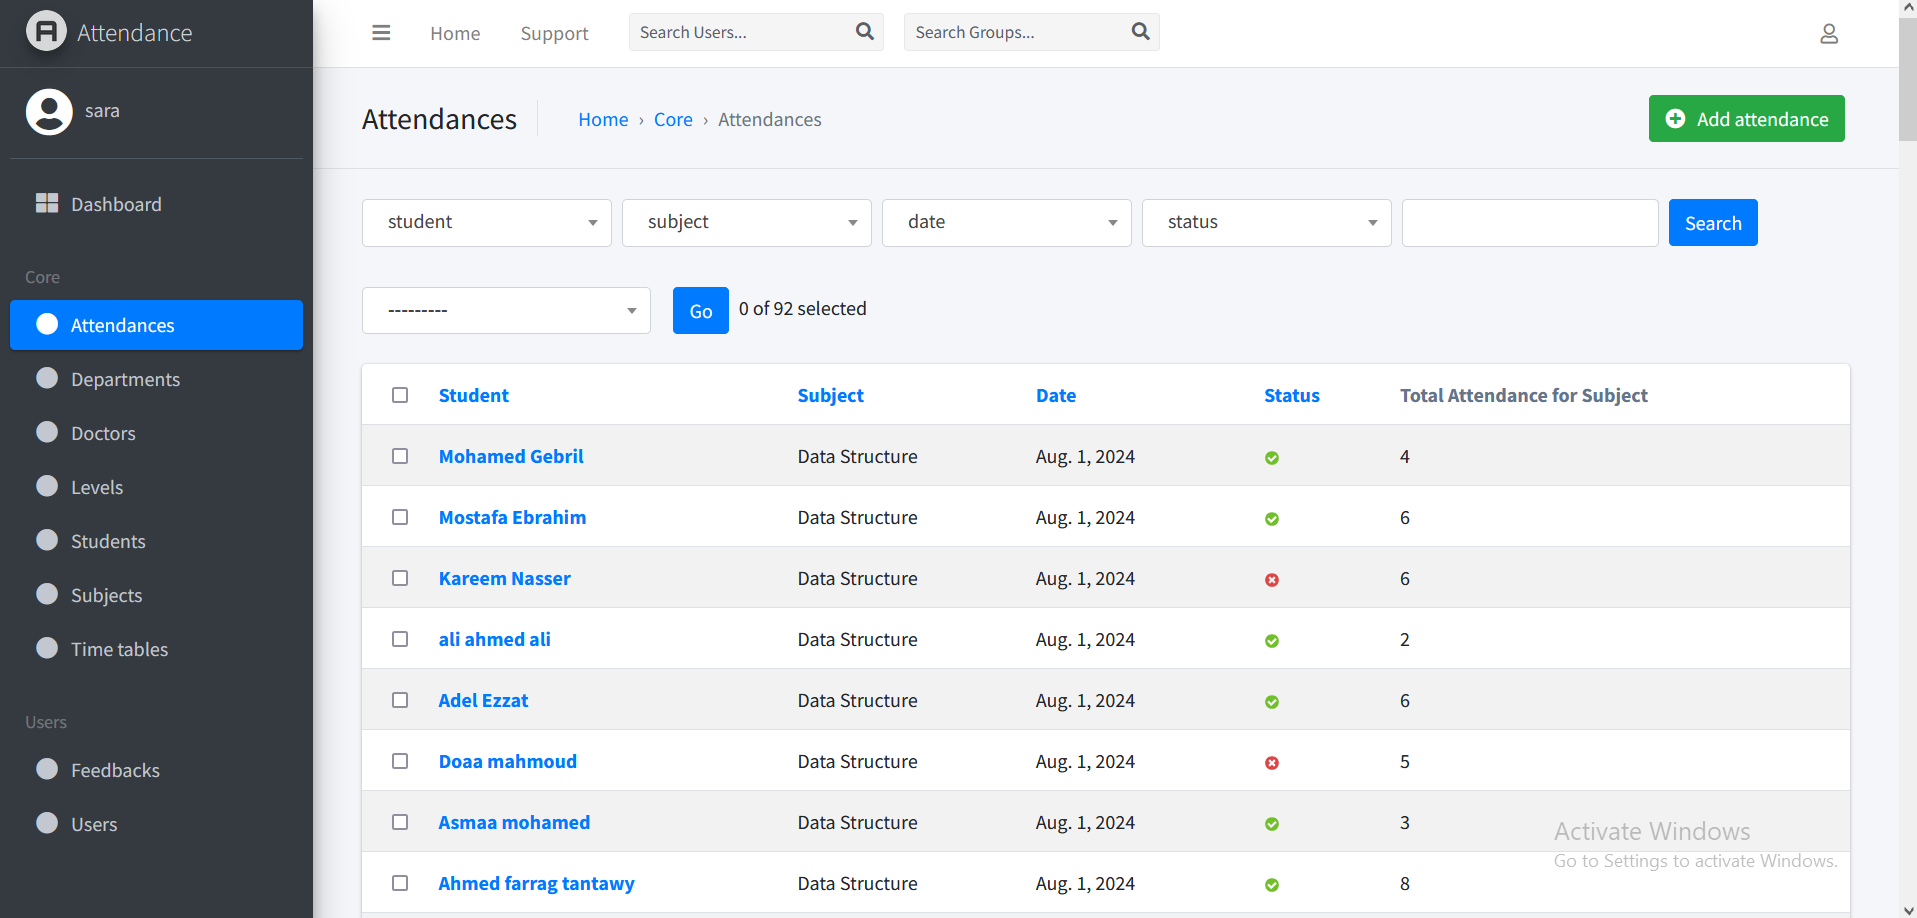 Attendance
Home
Support
Search Users...
Search Groups...
sara
Attendances
Home › Core › Attendances
Add attendance
Dashboard
student
subject
date
status
Search
Core
Attendances
Departments
Doctors
Levels
Students
Subjects
Time tables
Users
Feedbacks
Users
---------
Go
0 of 92 selected
Student Subject Date Status Total Attendance for Subject
Mohamed Gebril Data Structure Aug. 1, 2024 4
Mostafa Ebrahim Data Structure Aug. 1, 2024 6
Kareem Nasser Data Structure Aug. 1, 2024 6
ali ahmed ali Data Structure Aug. 1, 2024 2
Adel Ezzat Data Structure Aug. 1, 2024 6
Doaa mahmoud Data Structure Aug. 1, 2024 5
Asmaa mohamed Data Structure Aug. 1, 2024 3
Ahmed farrag tantawy Data Structure Aug. 1, 2024 8
Activate Windows
Go to Settings to activate Windows.